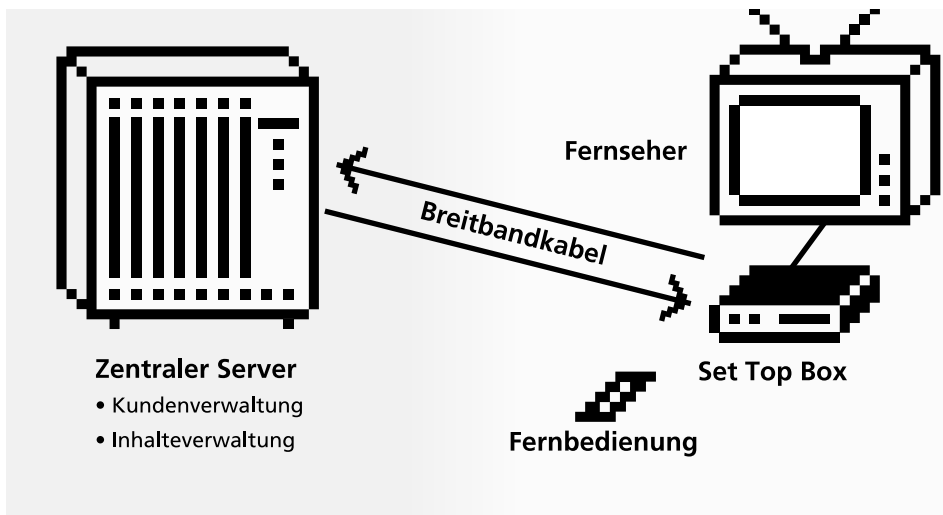 Fernseher
Breitbandkabel
Zentraler Server
• Kundenverwaltung
• Inhalteverwaltung
Set Top Box
Fernbedienung